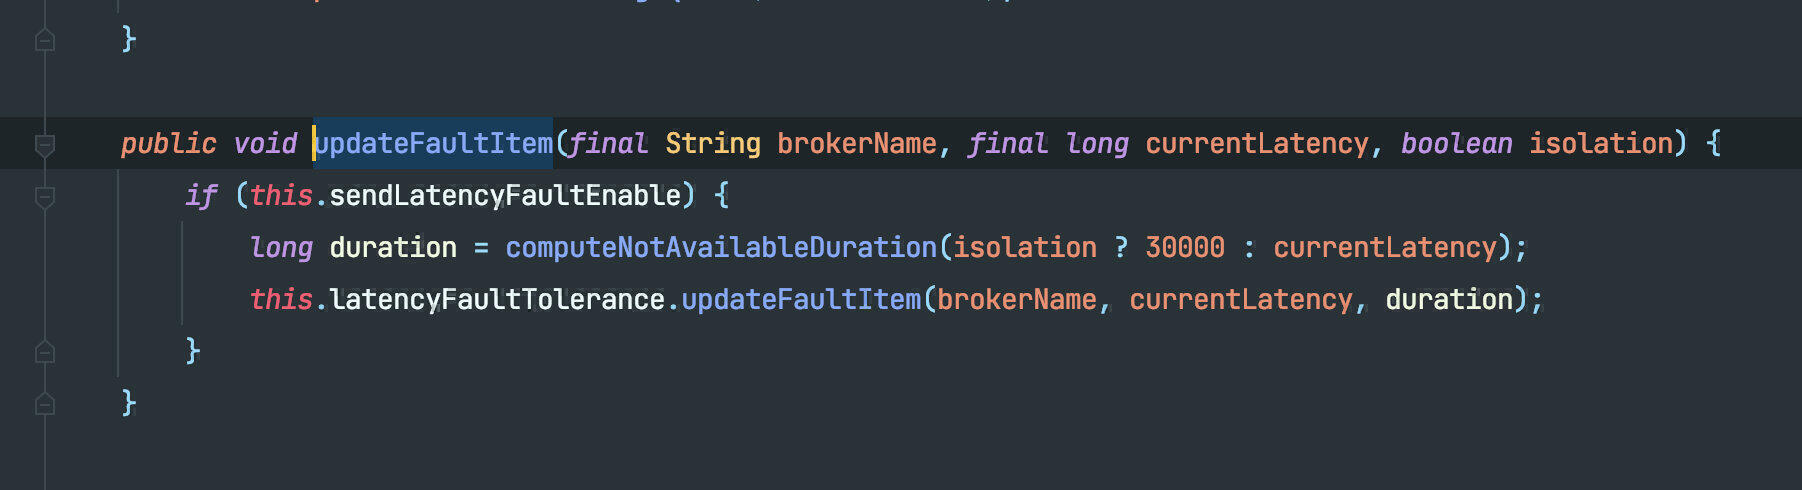 }
public void updateFaultItem(final String brokerName, final long currentLatency, boolean isolation) {
if (this.sendLatencyFaultEnable) {
long duration = computeNotAvailableDuration(isolation ? 30000 : currentLatency);
this.latencyFaultTolerance.updateFaultItem(brokerName, currentLatency, duration);
}
}